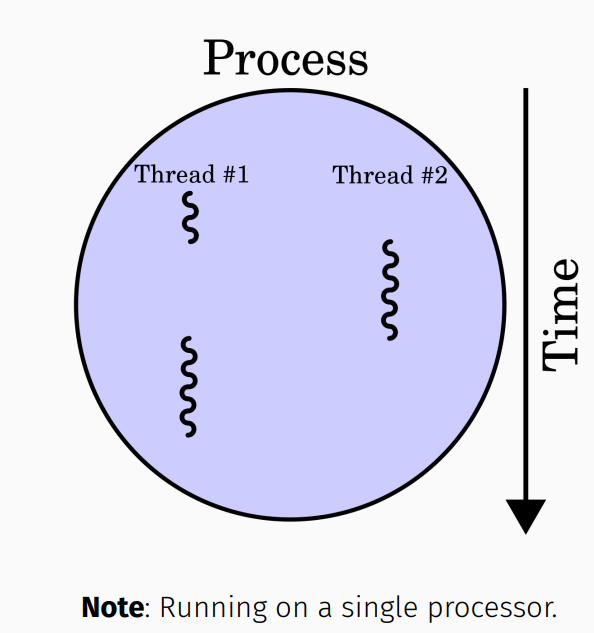 Process
Thread #1
Thread #2
Time
Note: Running on a single processor.